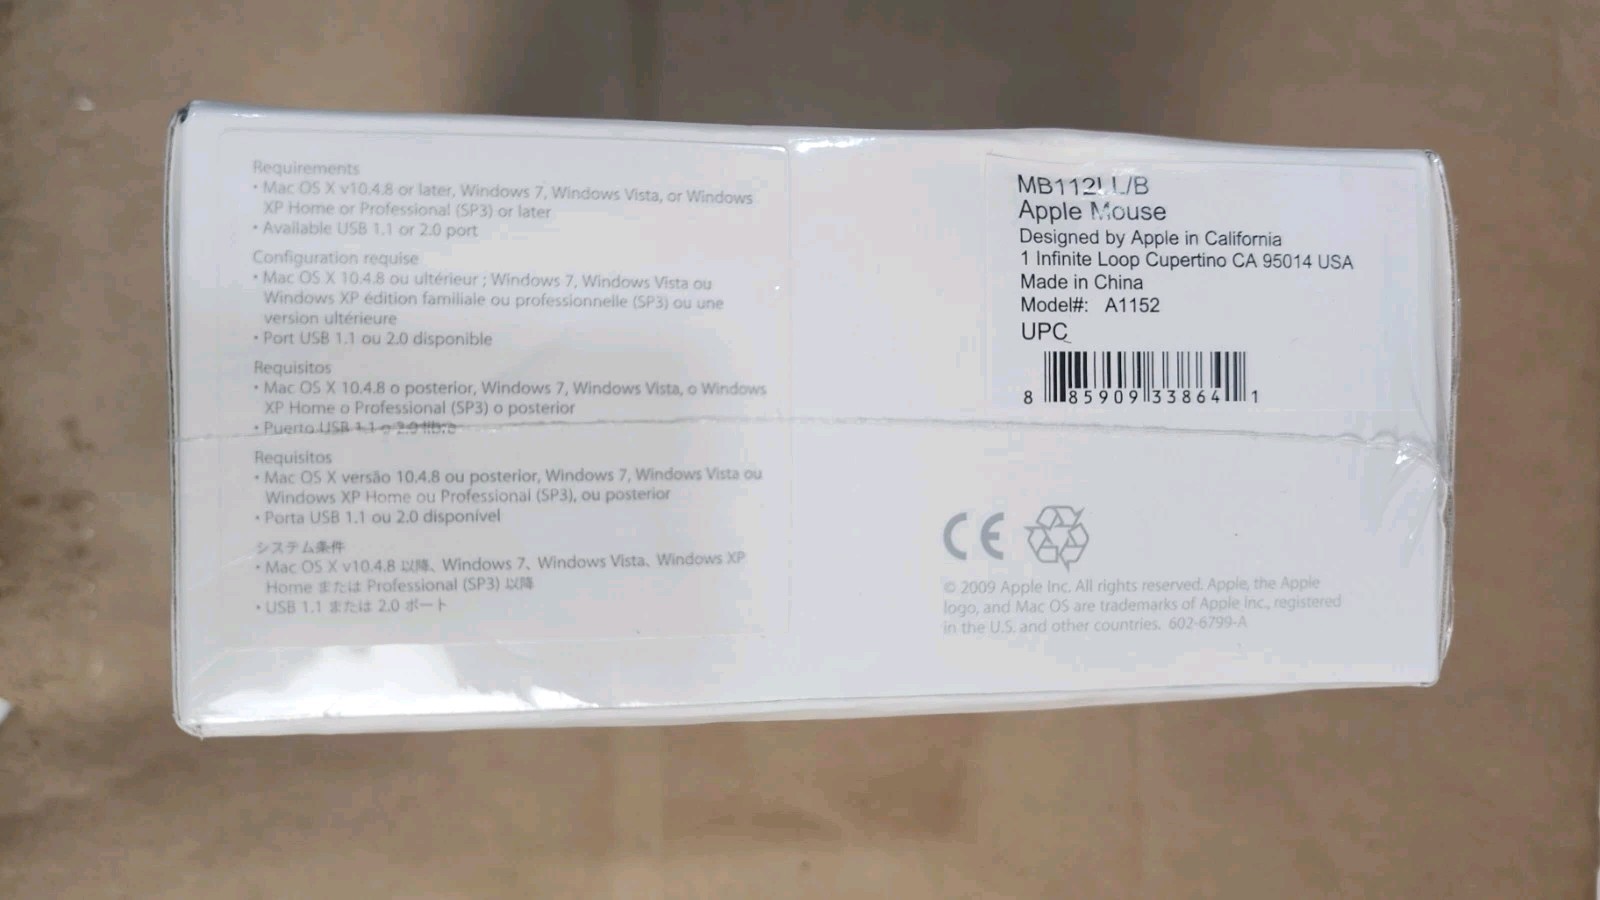 Requirements
• Mac OS X v10.4.8 or later, Windows 7, Windows Vista, or Windows
XP Home or Professional (SP3) or later
• Available USB 1.1 or 2.0 port
Configuration requise
• Mac OS X 10.4.8 ou ultérieur ; Windows 7, Windows Vista ou
Windows XP édition familiale ou professionnelle (SP3) ou une
version ultérieure
• Port USB 1.1 ou 2.0 disponible
Requisitos
• Mac OS X 10.4.8 o posterior, Windows 7, Windows Vista, o Windows
XP Home o Professional (SP3) o posterior
• Puerto USB 1.1 o 2.0 libre
Requisitos
• Mac OS X versão 10.4.8 ou posterior, Windows 7, Windows Vista ou
Windows XP Home ou Professional (SP3), ou posterior
• Porta USB 1.1 ou 2.0 disponível
システム条件
• Mac OS X v10.4.8 以降、Windows 7、Windows Vista、Windows XP
Home または Professional (SP3) 以降
• USB 1.1 または 2.0 ポート
MB112LL/B
Apple Mouse
Designed by Apple in California
1 Infinite Loop Cupertino CA 95014 USA
Made in China
Model#: A1152
UPC
8 85909 33864 1
CE
© 2009 Apple Inc. All rights reserved. Apple, the Apple
logo, and Mac OS are trademarks of Apple Inc., registered
in the U.S. and other countries. 602-6799-A